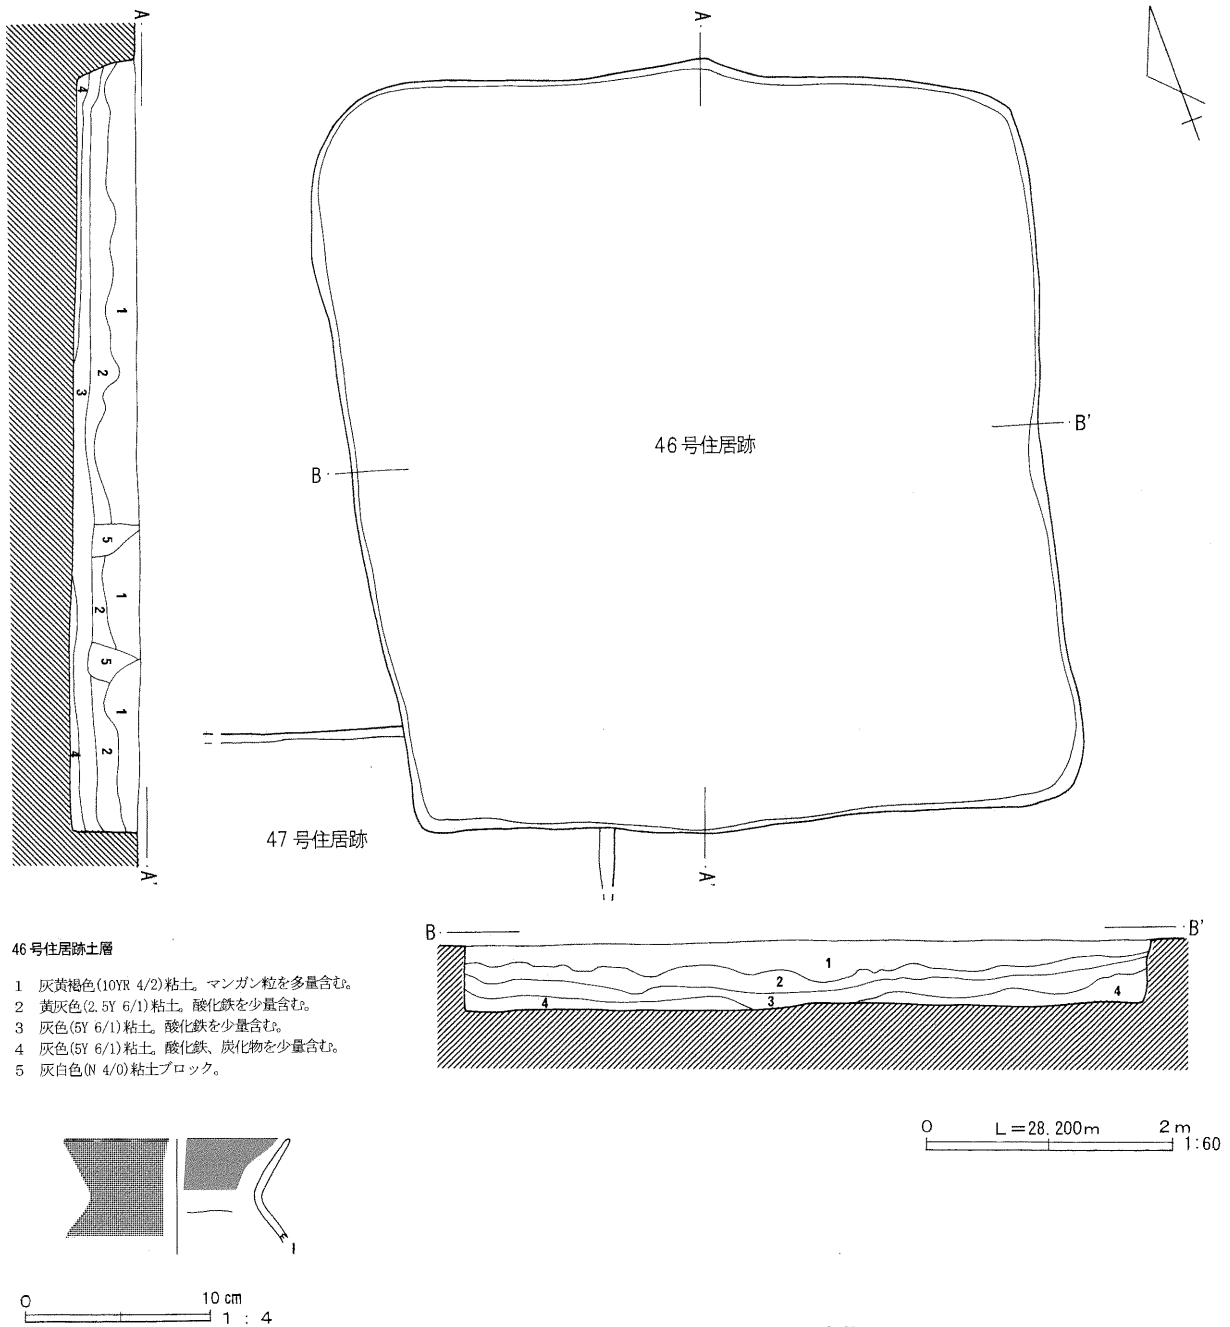 A
A
4
1
2
3
5
1
2
5
1
2
4
A'
46号住居跡
B
B'
47号住居跡
A'
B
B'
1
2
3
4
4
46号住居跡土層
1 灰黄褐色(10YR 4/2)粘土。マンガン粒を多量含む。
2 黄灰色(2.5Y 6/1)粘土。酸化鉄を少量含む。
3 灰色(5Y 6/1)粘土。酸化鉄を少量含む。
4 灰色(5Y 6/1)粘土。酸化鉄、炭化物を少量含む。
5 灰白色(N 4/0)粘土ブロック。
0 L=28.200m 2m
1:60
1
0 10cm
1:4